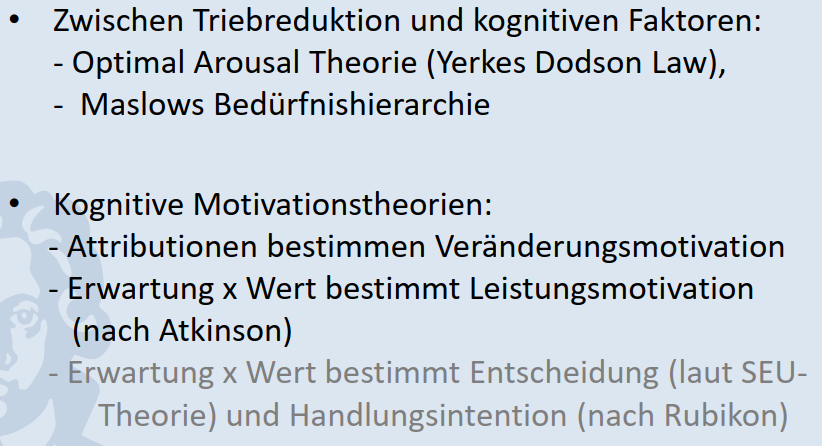 • Zwischen Triebreduktion und kognitiven Faktoren:
- Optimal Arousal Theorie (Yerkes Dodson Law),
- Maslows Bedürfnishierarchie
• Kognitive Motivationstheorien:
- Attributionen bestimmen Veränderungsmotivation
- Erwartung x Wert bestimmt Leistungsmotivation
(nach Atkinson)
- Erwartung x Wert bestimmt Entscheidung (laut SEU-
Theorie) und Handlungsintention (nach Rubikon)